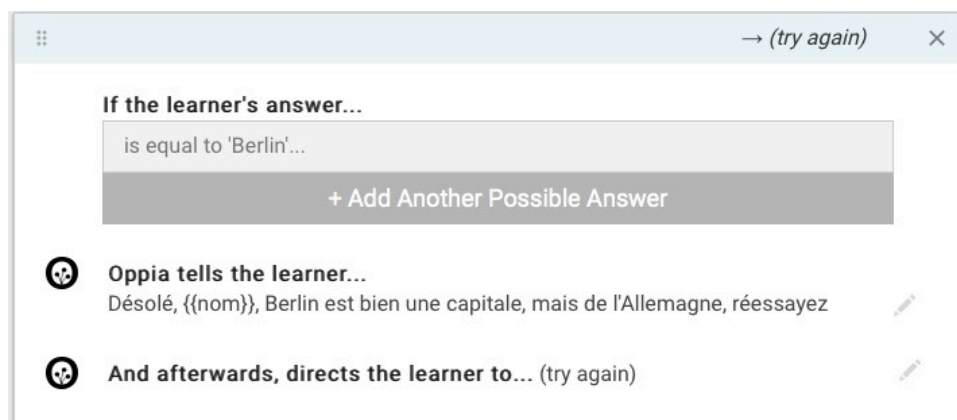 → (try again)
If the learner's answer...
is equal to 'Berlin'...
+ Add Another Possible Answer
Oppia tells the learner...
Désolé, {{nom}}, Berlin est bien une capitale, mais de l'Allemagne, réessayez
And afterwards, directs the learner to... (try again)